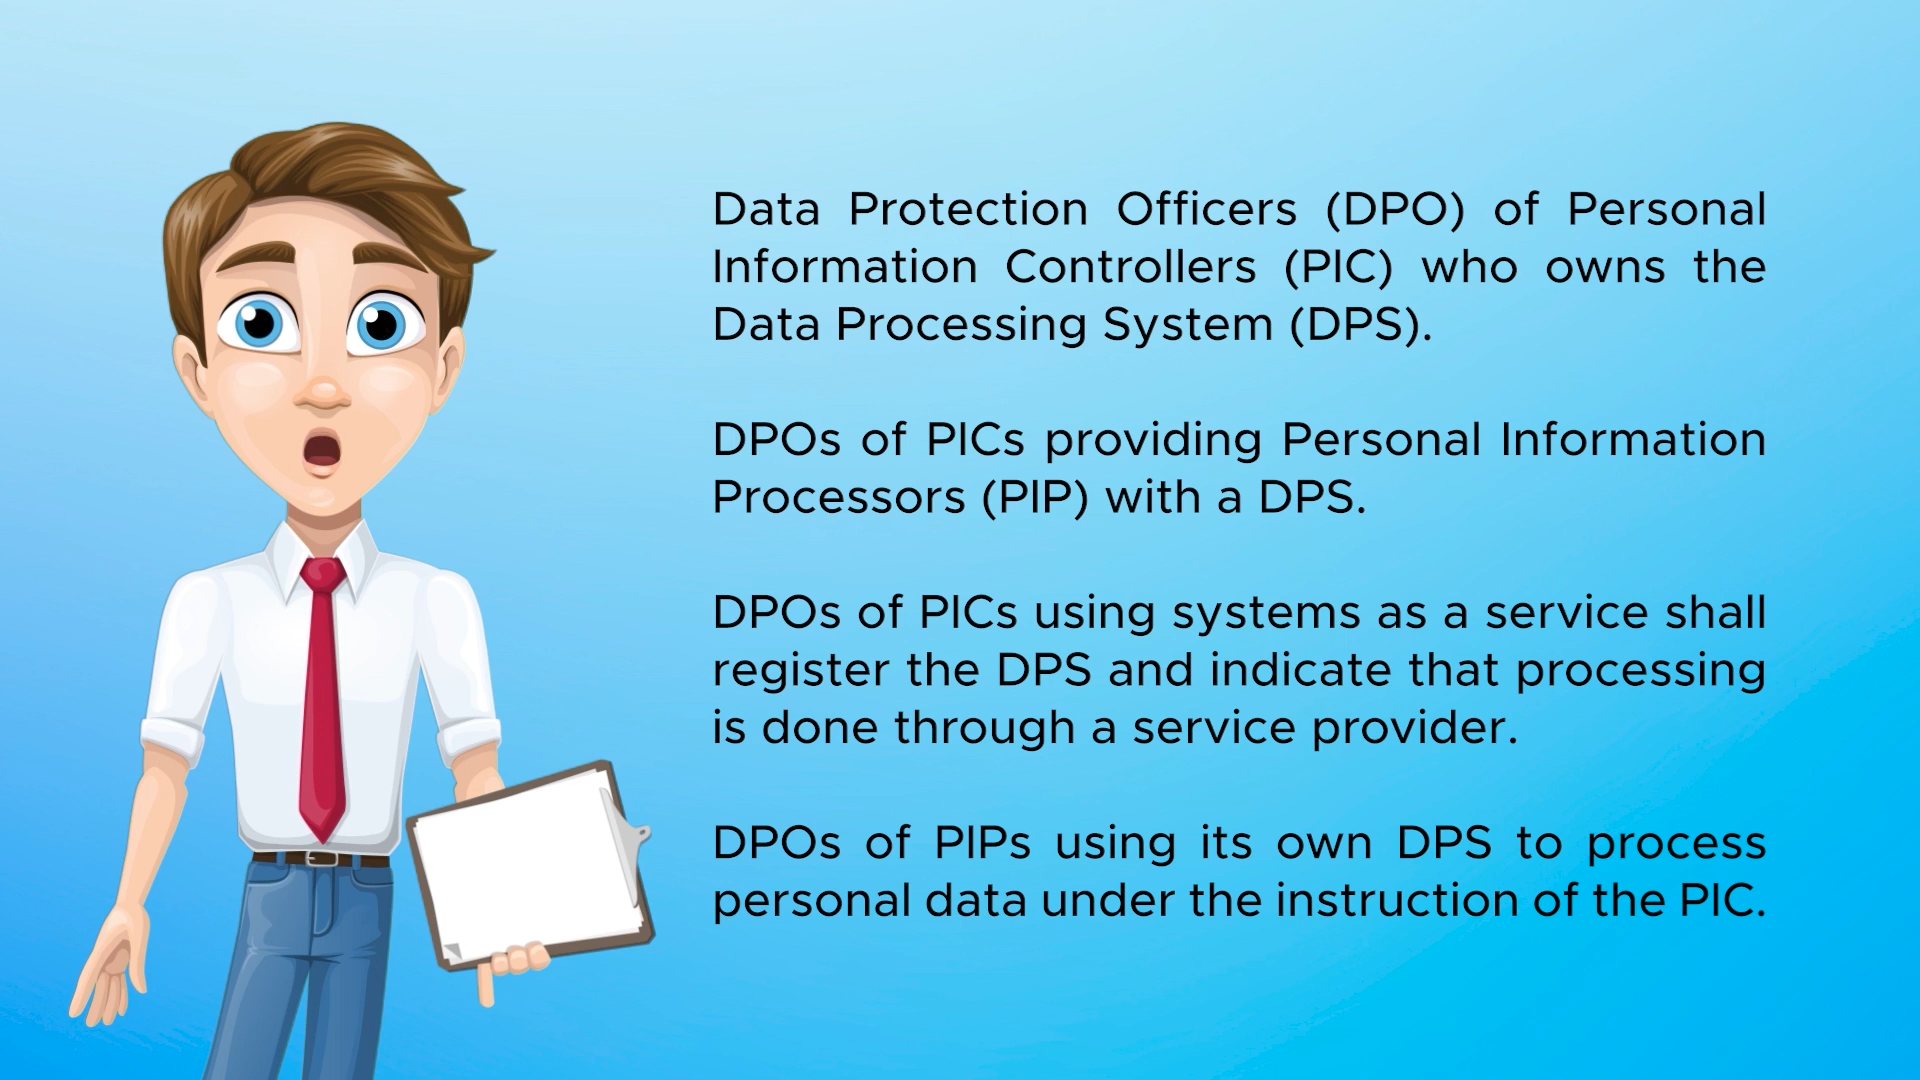 Data Protection Officers (DPO) of Personal
Information Controllers (PIC) who owns the
Data Processing System (DPS).
DPOs of PICs providing Personal Information
Processors (PIP) with a DPS.
DPOs of PICs using systems as a service shall
register the DPS and indicate that processing
is done through a service provider.
DPOs of PIPs using its own DPS to process
personal data under the instruction of the PIC.